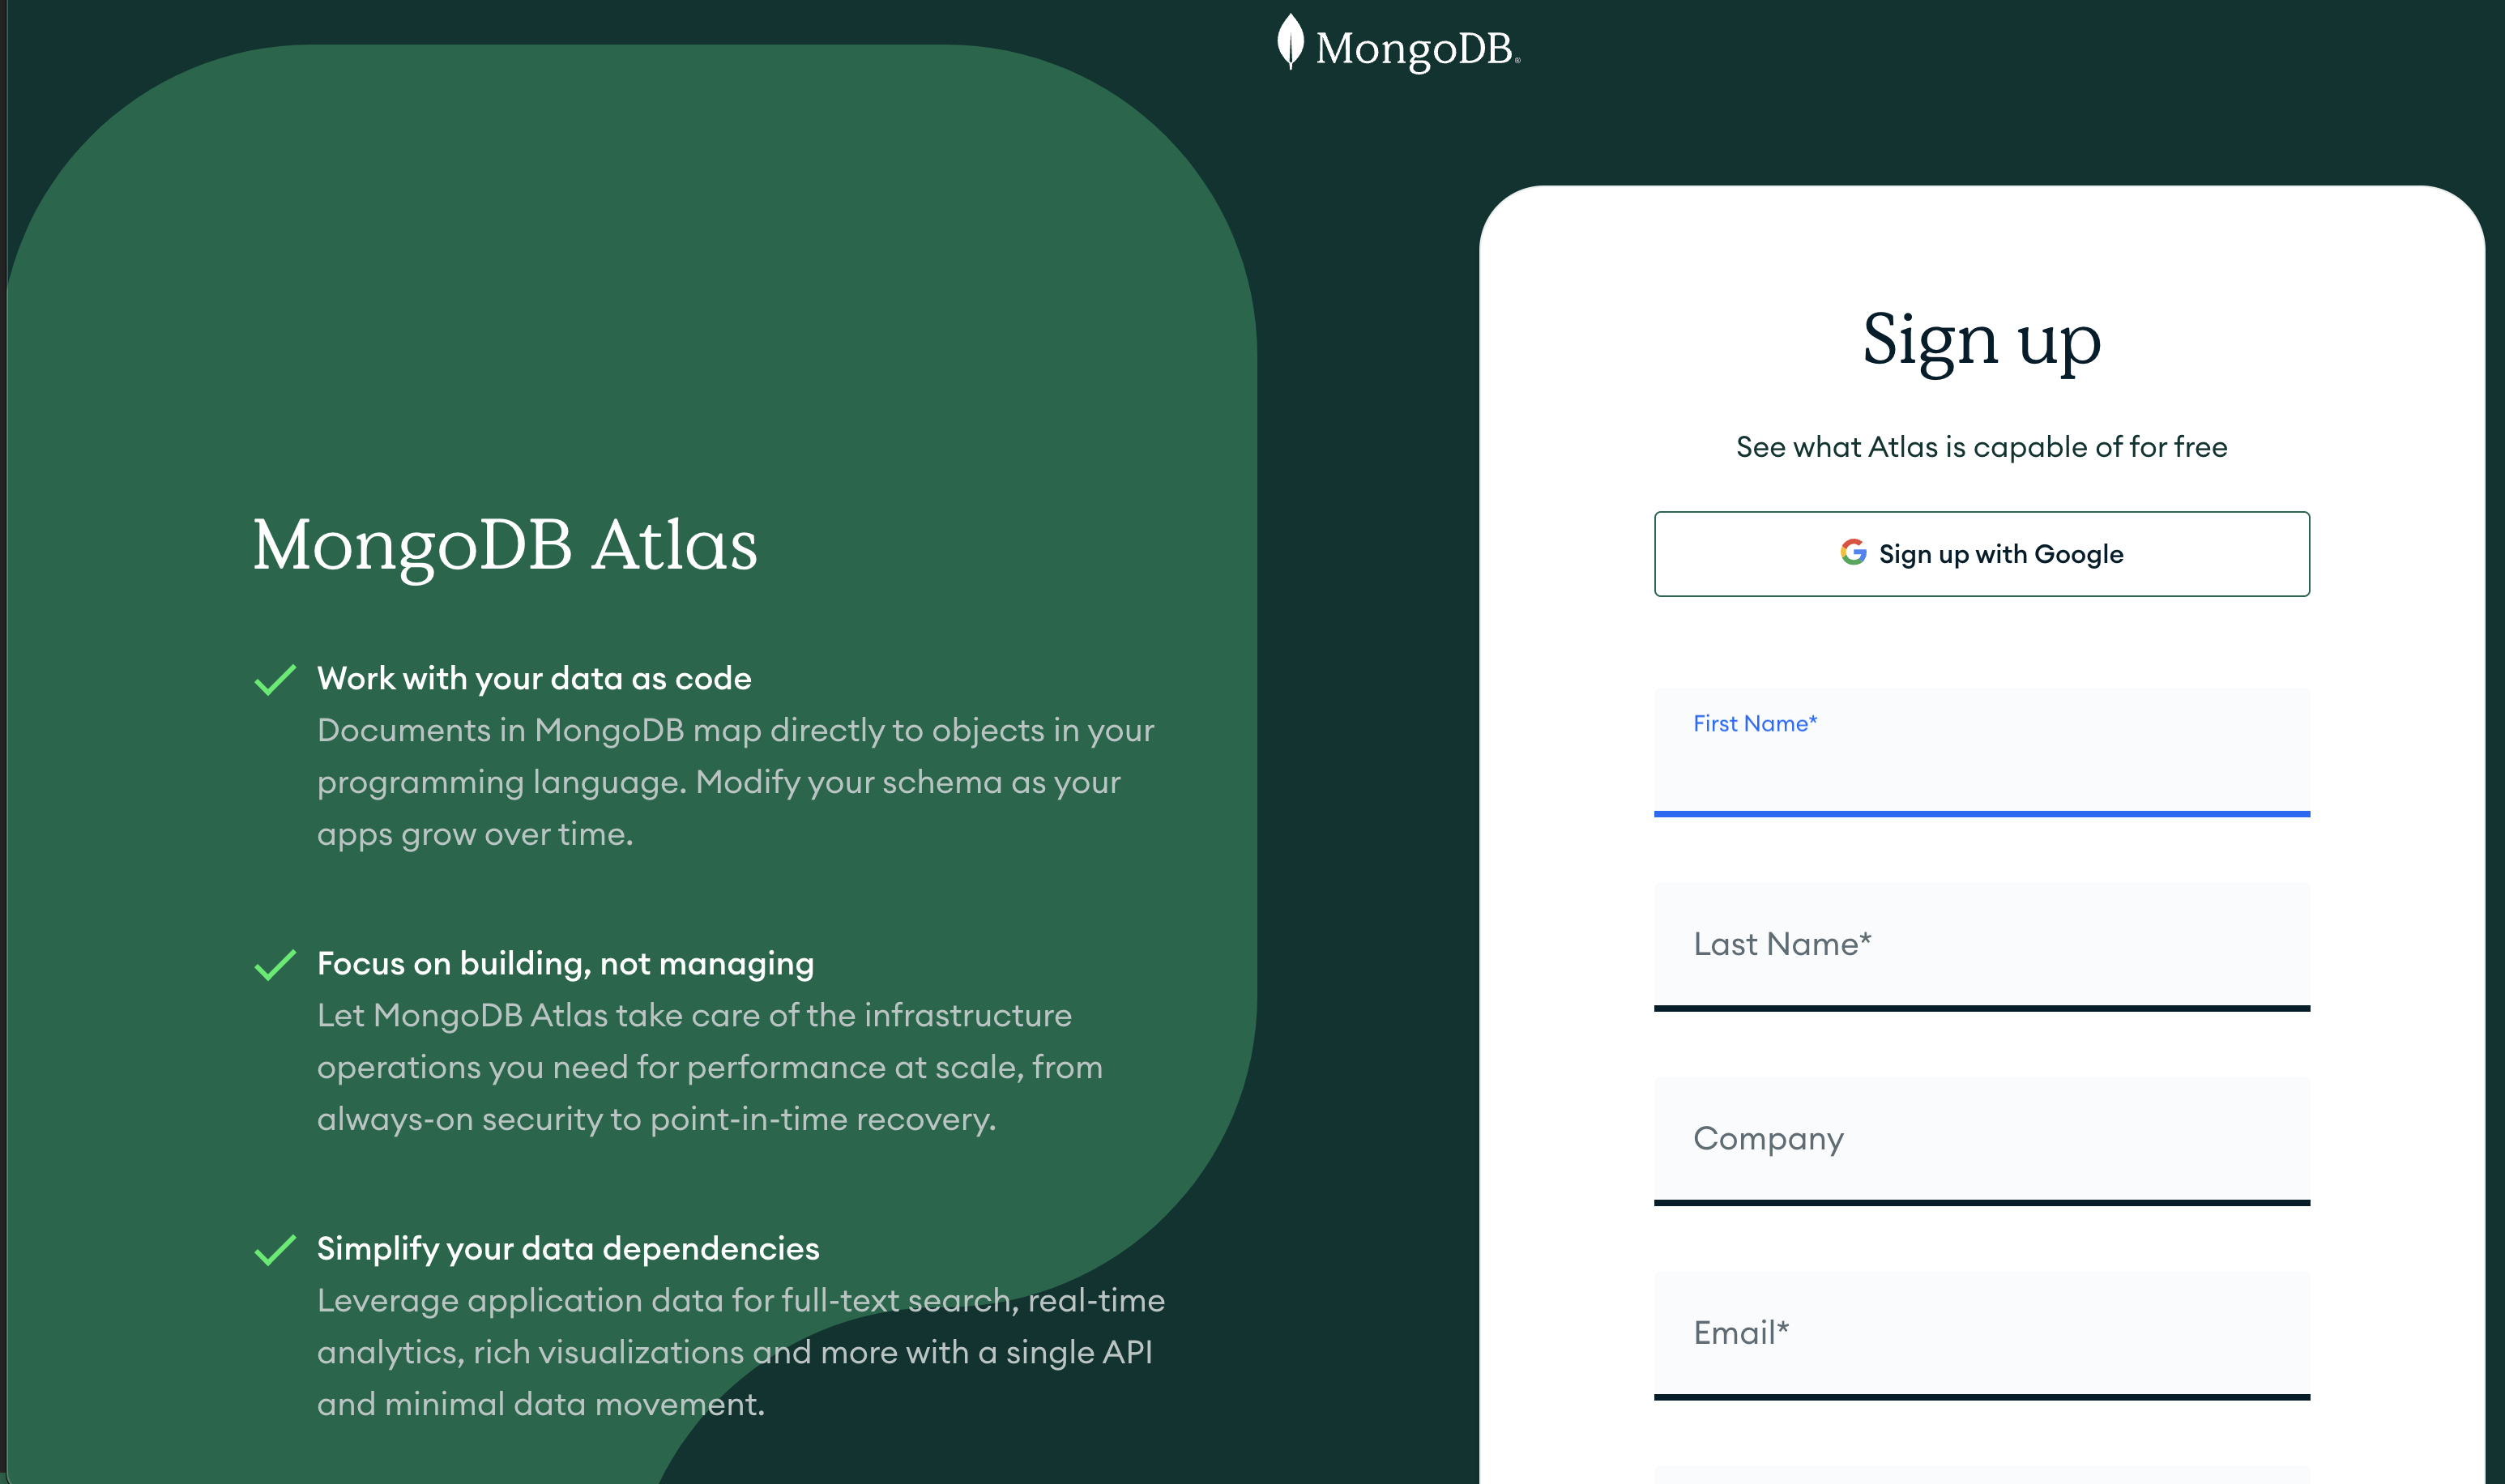 MongoDB®
MongoDB Atlas
Work with your data as code
Documents in MongoDB map directly to objects in your
programming language. Modify your schema as your
apps grow over time.
Focus on building, not managing
Let MongoDB Atlas take care of the infrastructure
operations you need for performance at scale, from
always-on security to point-in-time recovery.
Simplify your data dependencies
Leverage application data for full-text search, real-time
analytics, rich visualizations and more with a single API
and minimal data movement.
Sign up
See what Atlas is capable of for free
Sign up with Google
First Name*
Last Name*
Company
Email*